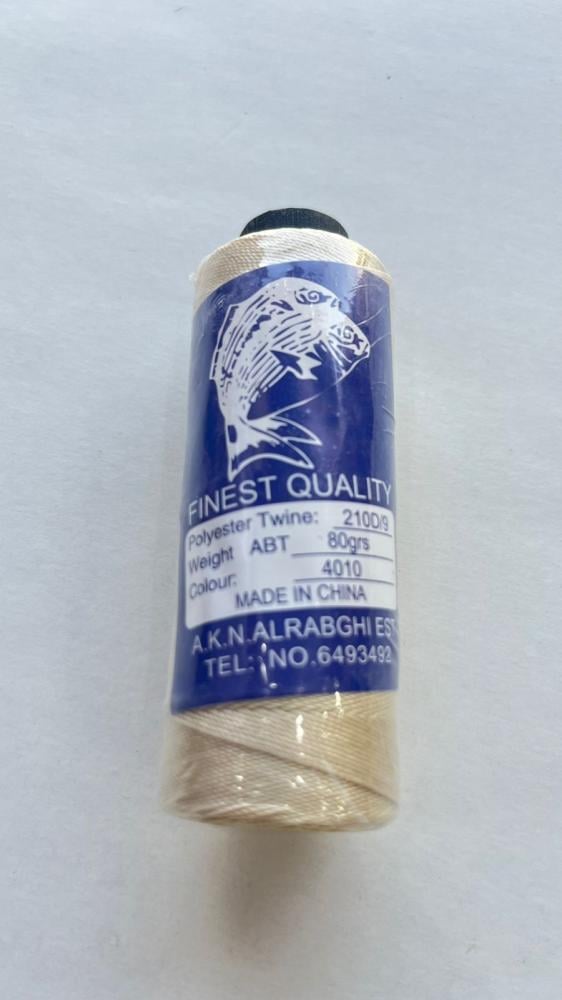 FINEST QUALITY
Polyester Twine: 210D/9
Weight ABT 80grs
Colour: 4010
MADE IN CHINA
A.K.N.ALRABGHI EST
TEL: NO.6493492